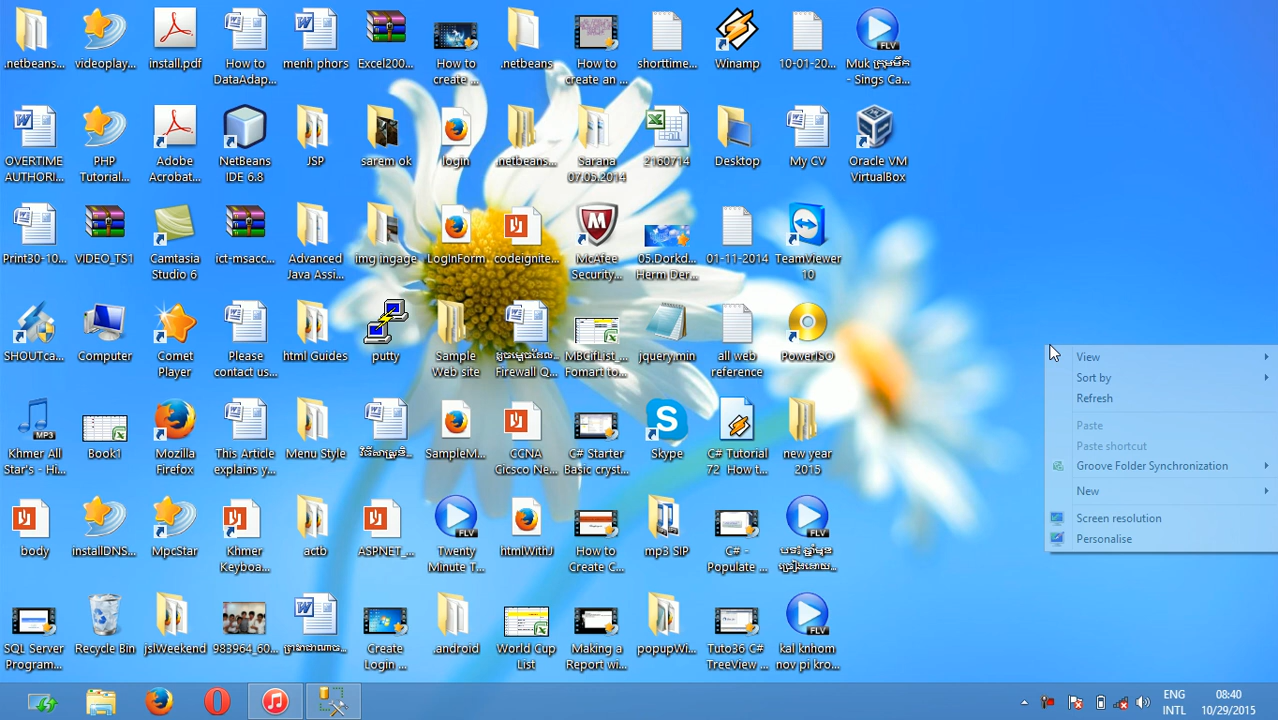 .netbeans...
videoplay...
install.pdf
How to
DataAdap...
menh phors
Excel200...
How to
create ...
.netbeans
How to
create an ...
shorttime...
Winamp
10-01-20...
Muk
- Sings Ca...
OVERTIME
AUTHORI...
PHP
Tutorial...
Adobe
Acrobat...
NetBeans
IDE 6.8
JSP
sarem ok
login
.netbeans...
Sarana
07.05.2014
2160714
Desktop
My CV
Oracle VM
VirtualBox
Print30-10...
VIDEO_TS1
Camtasia
Studio 6
ict-msacc...
Advanced
Java Assi...
img ingage
LogInForm...
codeignite...
McAfee
Security...
05.Dorkd...
Herm Der...
01-11-2014
TeamViewer
10
SHOUTca...
Computer
Comet
Player
Please
contact us...
html Guides
putty
Sample
Web site
Firewall Q...
MBGifList_...
Fomart to...
jquery.min
all web
reference
PowerISO
Khmer All
Star's - Hi...
Book1
Mozilla
Firefox
This Article
explains y...
Menu Style
SampleM...
CCNA
Cicsco Ne...
C# Starter
Basic cryst...
Skype
C# Tutorial
72 How t...
new year
2015
body
installDNS...
MpcStar
Khmer
Keyboa...
actb
ASP.NET_...
Twenty
Minute T...
htmlWithJ
How to
Create C...
mp3 SIP
C# -
Populate ...
SQL Server
Program...
Recycle Bin
jslWeekend
983964_60...
Create
Login ...
.android
World Cup
List
Making a
Report wi...
popupWi...
Tuto36 C#
TreeView ...
kal knhom
nov pi kro...
MP3
FLV
FLV
FLV
FLV
View
Sort by
Refresh
Paste
Paste shortcut
Groove Folder Synchronization
New
Screen resolution
Personalise
ENG
INTL
08:40
10/29/2015